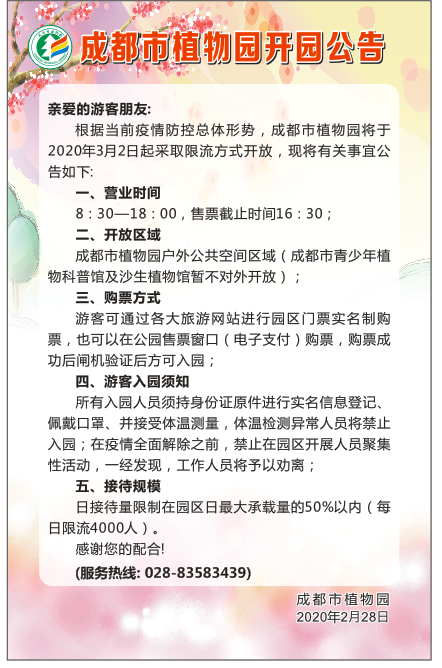 成都市植物园开园公告
亲爱的游客朋友:
根据当前疫情防控总体形势，成都市植物园将于
2020年3月2日起采取限流方式开放，现将有关事宜公
告如下:
一、营业时间
8：30—18：00，售票截止时间16：30；
二、开放区域
成都市植物园户外公共空间区域（成都市青少年植
物科普馆及沙生植物馆暂不对外开放）；
三、购票方式
游客可通过各大旅游网站进行园区门票实名制购
票，也可以在公园售票窗口（电子支付）购票，购票成
功后闸机验证后方可入园；
四、游客入园须知
所有入园人员须持身份证原件进行实名信息登记、
佩戴口罩、并接受体温测量，体温检测异常人员将禁止
入园；在疫情全面解除之前，禁止在园区开展人员聚集
性活动，一经发现，工作人员将予以劝离；
五、接待规模
日接待量限制在园区日最大承载量的50%以内（每
日限流4000人）。
感谢您的配合!
(服务热线: 028-83583439)
成都市植物园
2020年2月28日